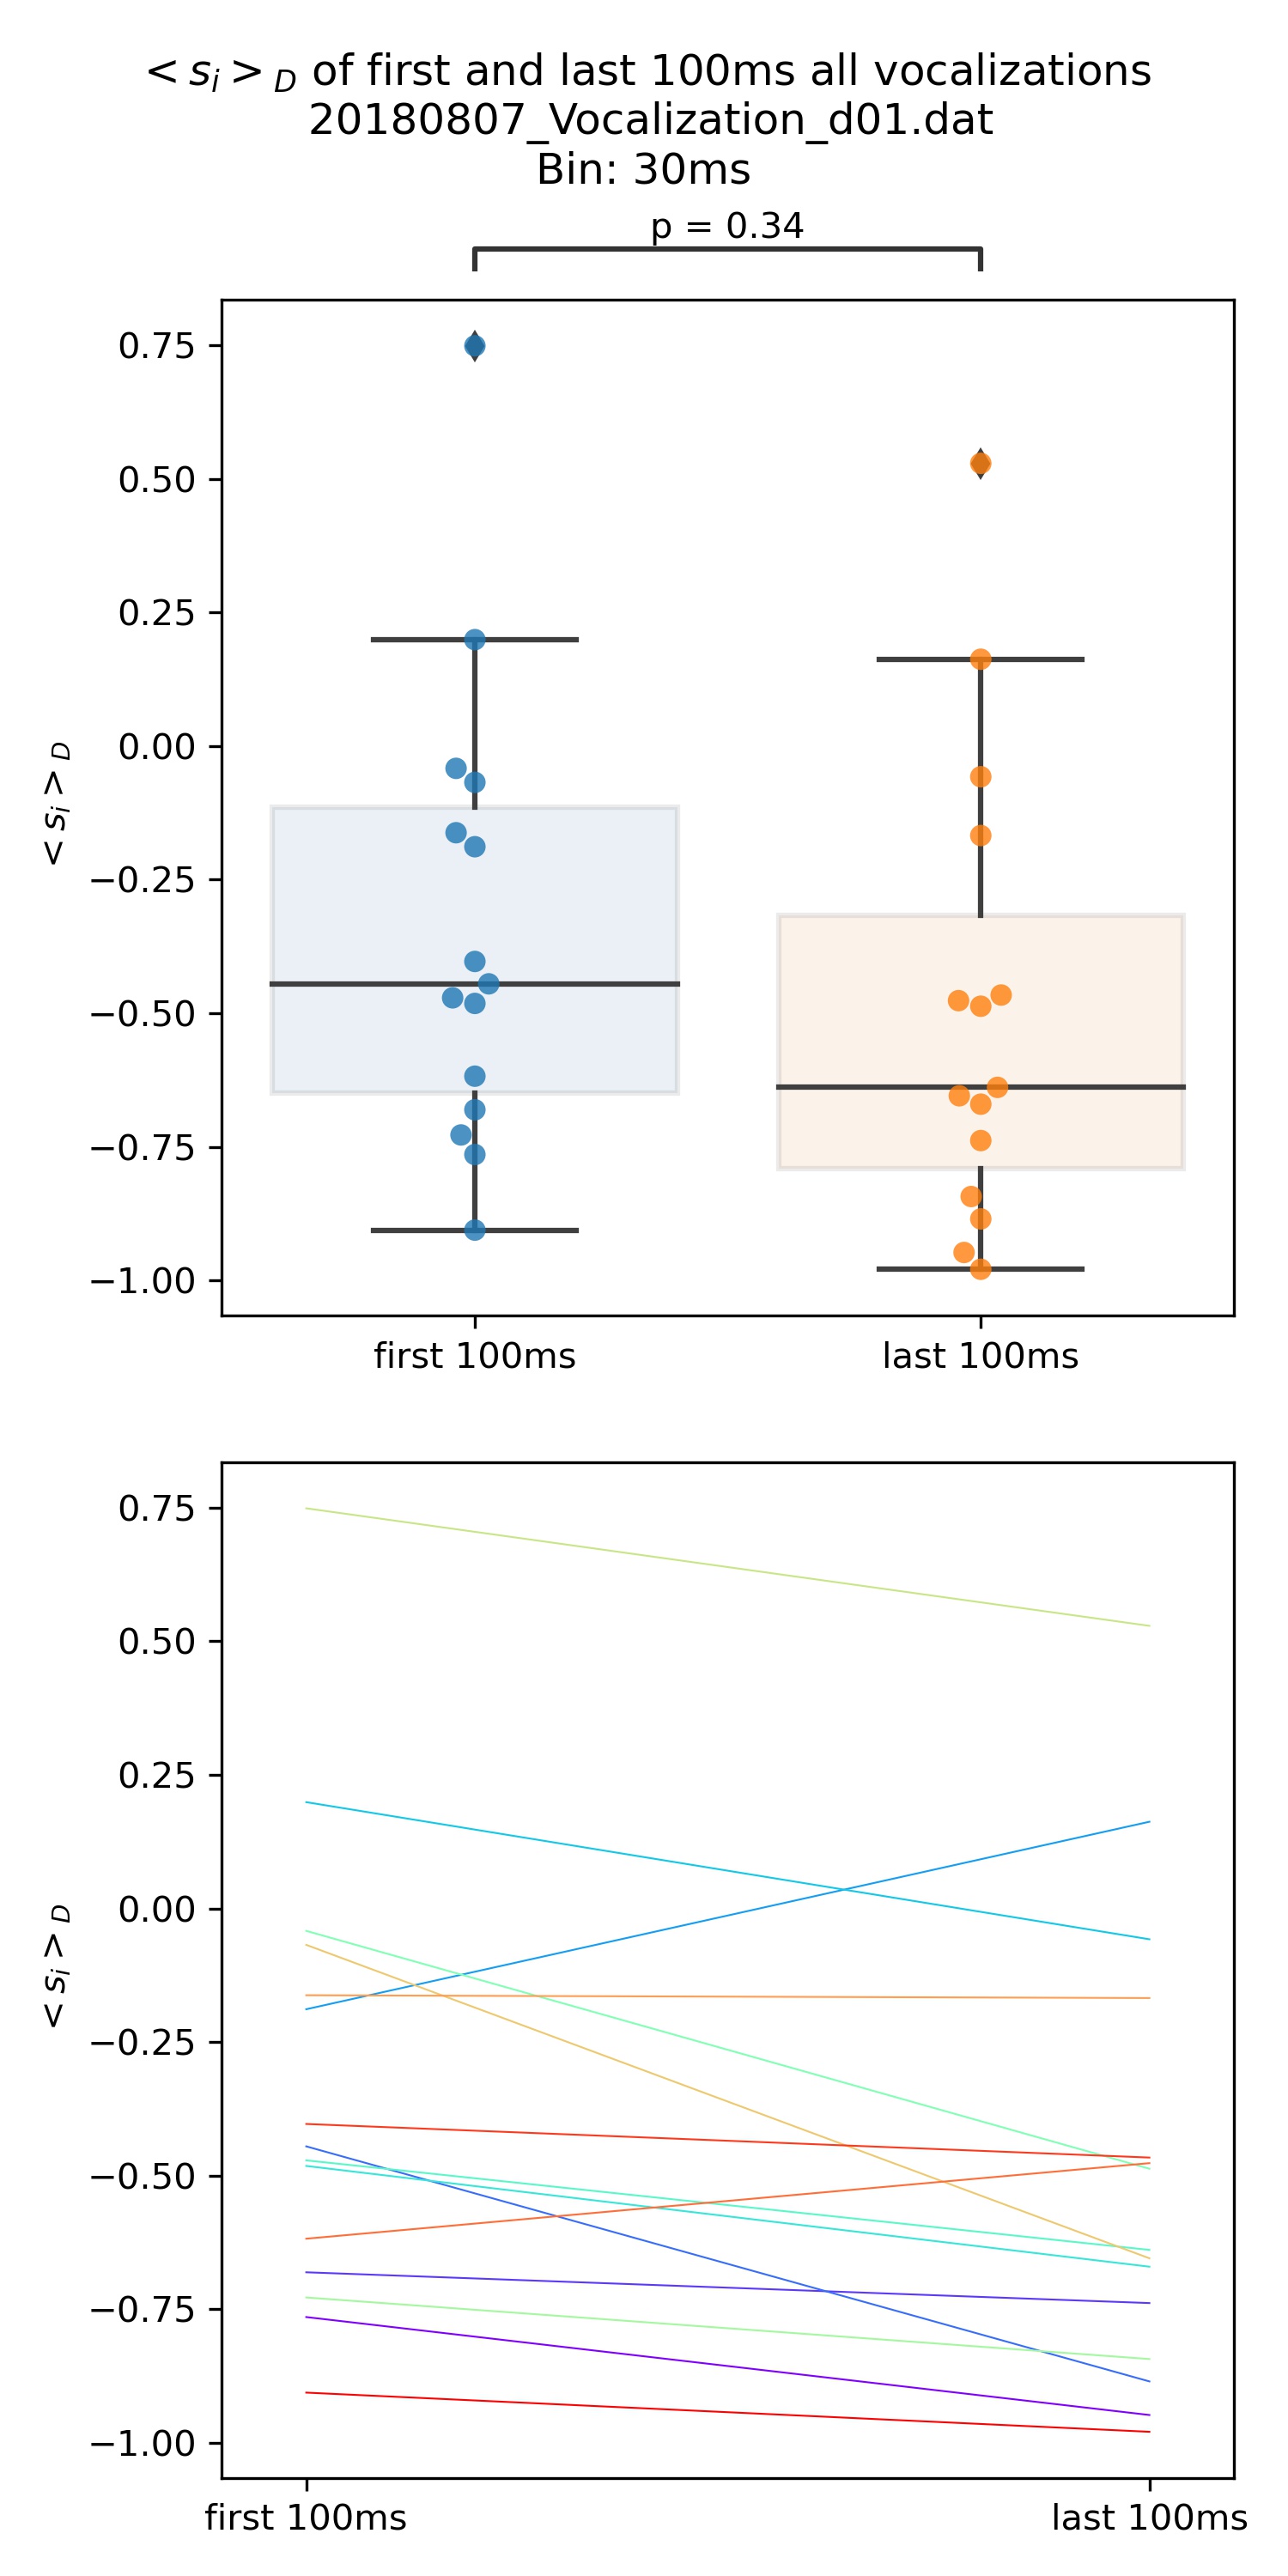 < s_i >_D of first and last 100ms all vocalizations
20180807_Vocalization_d01.dat
Bin: 30ms
p = 0.34
0.75
0.50
0.25
0.00
−0.25
−0.50
−0.75
−1.00
< s_i >_D
first 100ms last 100ms
0.75
0.50
0.25
0.00
−0.25
−0.50
−0.75
−1.00
< s_i >_D
first 100ms last 100ms